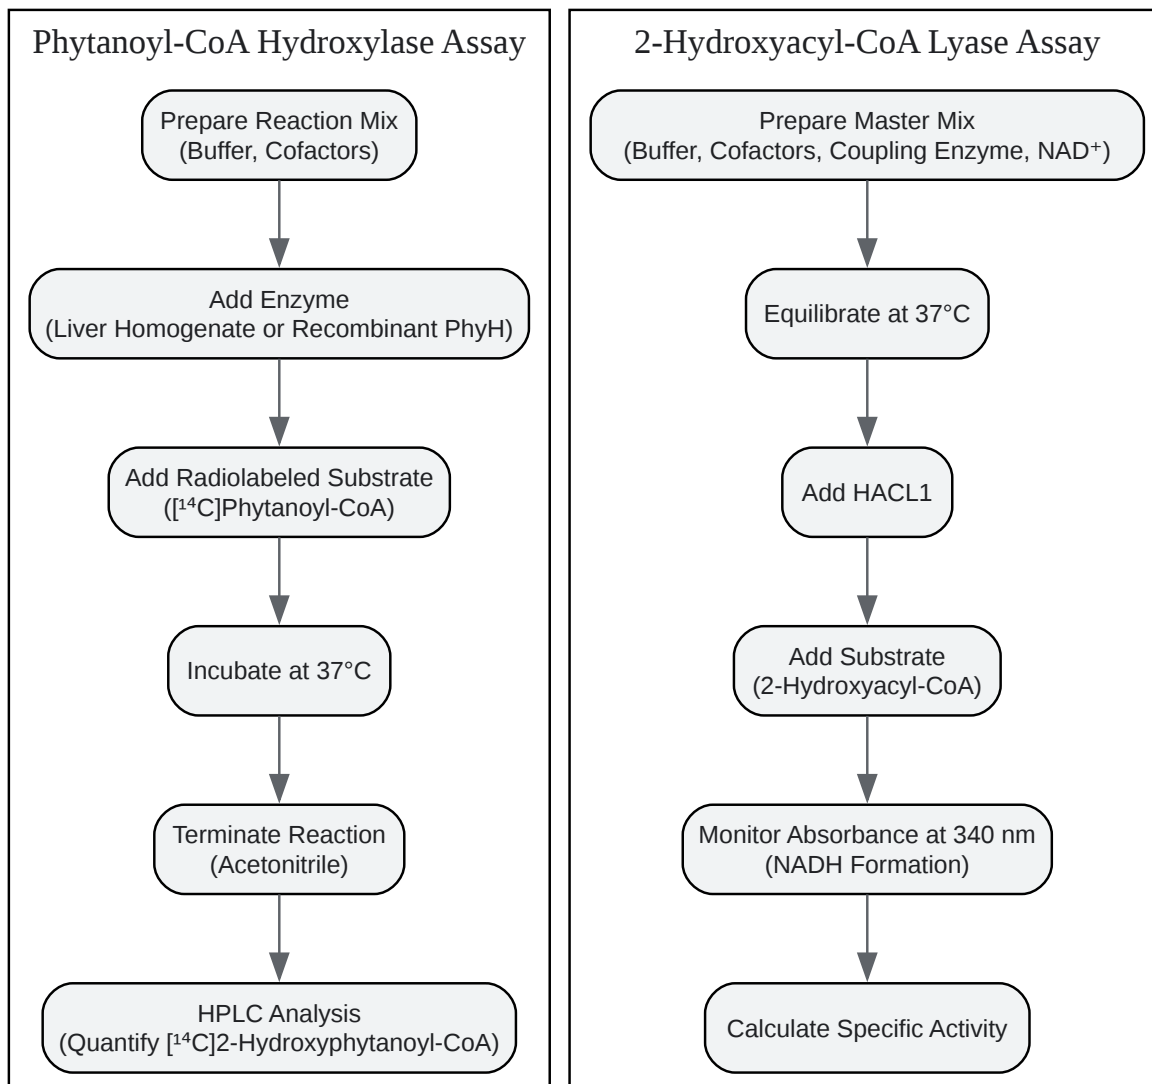 Phytanoyl-CoA Hydroxylase Assay
Prepare Reaction Mix
(Buffer, Cofactors)
Add Enzyme
(Liver Homogenate or Recombinant PhyH)
Add Radiolabeled Substrate
([¹⁴C]Phytanoyl-CoA)
Incubate at 37°C
Terminate Reaction
(Acetonitrile)
HPLC Analysis
(Quantify [¹⁴C]2-Hydroxyphytanoyl-CoA)
2-Hydroxyacyl-CoA Lyase Assay
Prepare Master Mix
(Buffer, Cofactors, Coupling Enzyme, NAD⁺)
Equilibrate at 37°C
Add HACL1
Add Substrate
(2-Hydroxyacyl-CoA)
Monitor Absorbance at 340 nm
(NADH Formation)
Calculate Specific Activity